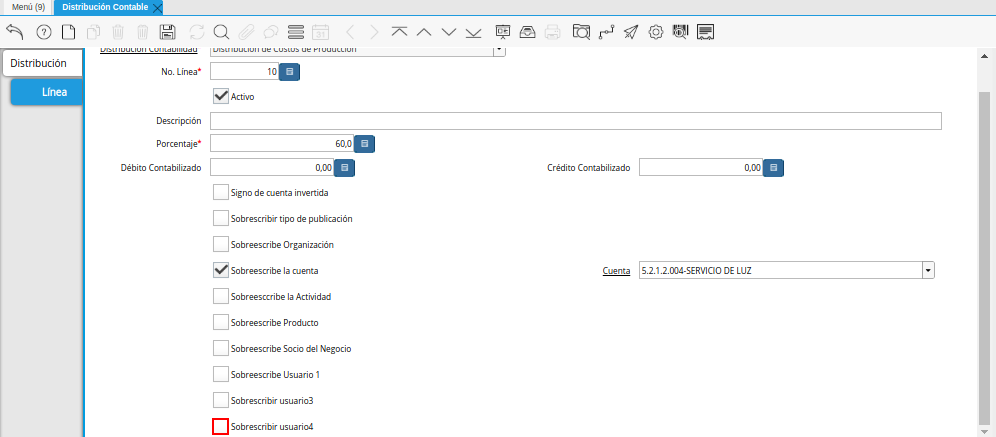 Menú (9)
Distribución Contable
Distribución
Línea
Distribución Contabilidad
Distribución de Costos de Producción
No. Línea*
10
Activo
Descripción
Porcentaje*
60,0
Débito Contabilizado
0,00
Crédito Contabilizado
0,00
Signo de cuenta invertida
Sobrescribir tipo de publicación
Sobreescribe Organización
Sobreescribe la cuenta
Cuenta
5.2.1.2.004-SERVICIO DE LUZ
Sobreesccribe la Actividad
Sobreescribe Producto
Sobreescribe Socio del Negocio
Sobreescribe Usuario 1
Sobrescribir usuario3
Sobrescribir usuario4